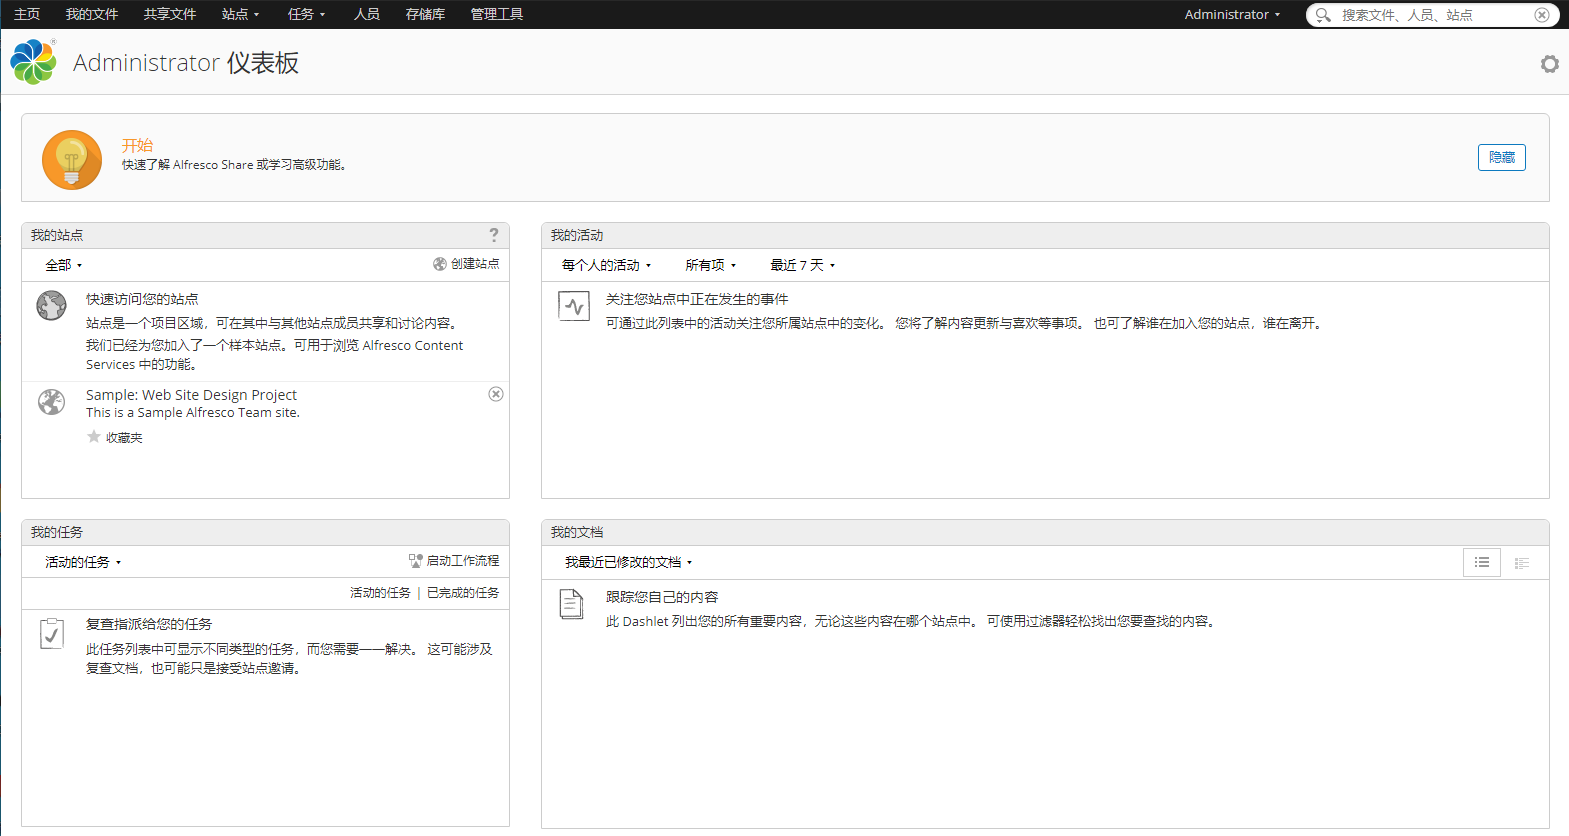 主页 我的文件 共享文件 站点 任务 人员 存储库 管理工具 Administrator 搜索文件、人员、站点
Administrator 仪表板
开始
快速了解 Alfresco Share 或学习高级功能。
隐藏
我的站点 ?
全部 创建站点
快速访问您的站点
站点是一个项目区域，可在其中与其他站点成员共享和讨论内容。
我们已经为您加入了一个样本站点。可用于浏览 Alfresco Content
Services 中的功能。
Sample: Web Site Design Project
This is a Sample Alfresco Team site.
收藏夹
我的活动
每个人的活动 所有项 最近 7 天
关注您站点中正在发生的事件
可通过此列表中的活动关注您所属站点中的变化。 您将了解内容更新与喜欢等事项。 也可了解谁在加入您的站点，谁在离开。
我的任务
活动的任务 启动工作流程
活动的任务 | 已完成的任务
复查指派给您的任务
此任务列表中可显示不同类型的任务，而您需要一一解决。 这可能涉及
复查文档，也可能只是接受站点邀请。
我的文档
我最近已修改的文档
跟踪您自己的内容
此 Dashlet 列出您的所有重要内容，无论这些内容在哪个站点中。 可使用过滤器轻松找出您要查找的内容。